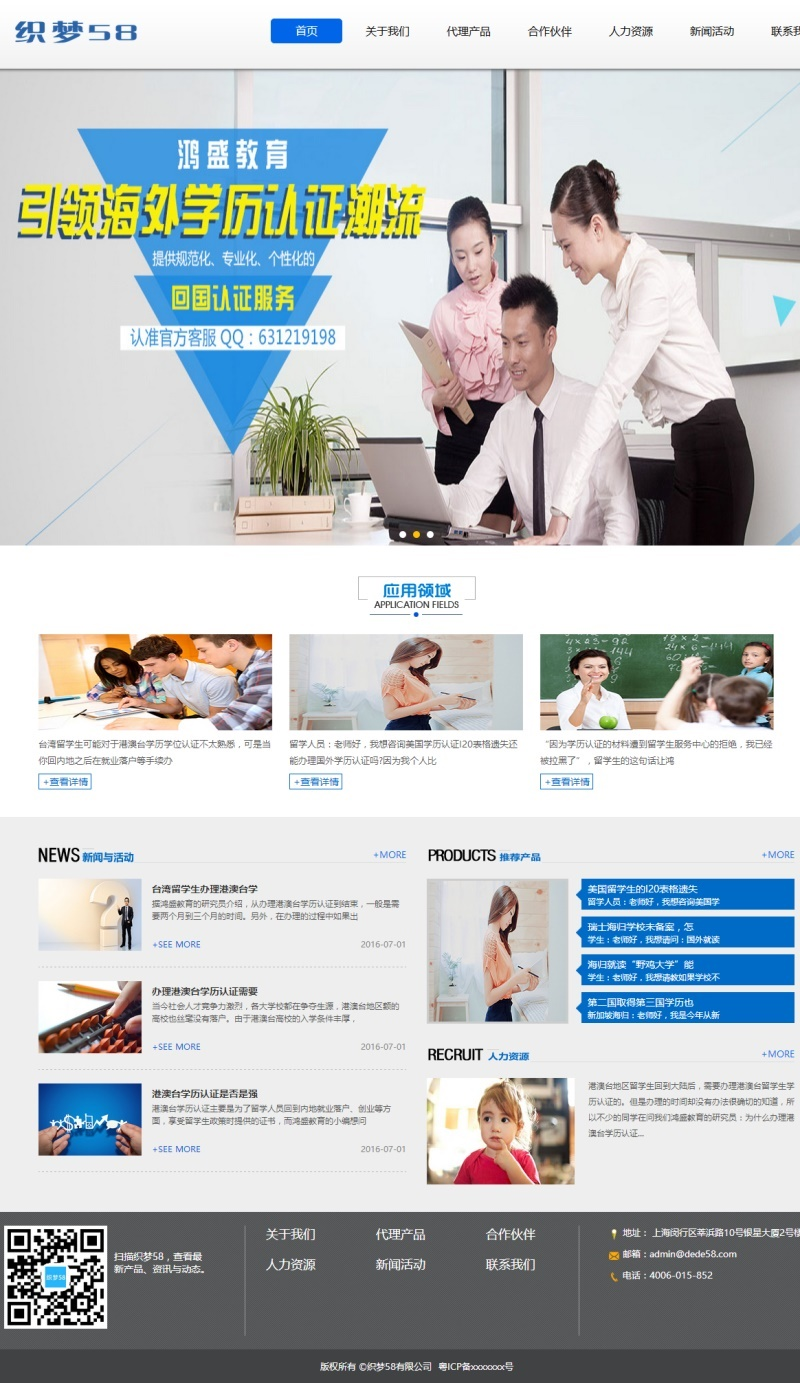 织梦58
首页 关于我们 代理产品 合作伙伴 人力资源 新闻活动 联系我
鸿盛教育
引领海外学历认证潮流
提供规范化、专业化、个性化的
回国认证服务
认准官方客服 QQ：631219198
应用领域
APPLICATION FIELDS
台湾留学生可能对于港澳台学历学位认证不太熟悉，可是当
你回内地之后在就业落户等手续办
+查看详情
留学人员：老师好，我想咨询美国学历认证I20表格遗失还
能办理国外学历认证吗?因为我个人比
+查看详情
“因为学历认证的材料遭到留学生服务中心的拒绝，我已经
被拉黑了”，留学生的这句话让鸿
+查看详情
NEWS 新闻与活动 +MORE
台湾留学生办理港澳台学
据鸿盛教育的研究员介绍，从办理港澳台学历认证到结束，一般是需
要两个月到三个月的时间。另外，在办理的过程中如果出
+SEE MORE 2016-07-01
办理港澳台学历认证需要
当今社会人才竞争力激烈，各大学校都在争夺生源，港澳台地区额的
高校也丝毫没有落户。由于港澳台高校的入学条件丰厚，
+SEE MORE 2016-07-01
港澳台学历认证是否是强
港澳台学历认证主要是为了留学人员回到内地就业落户、创业等方
面，享受留学生政策时提供的证书，而鸿盛教育的小编想问
+SEE MORE 2016-07-01
PRODUCTS 推荐产品 +MORE
美国留学生的I20表格遗失
留学人员：老师好，我想咨询美国学
瑞士海归学校未备案，怎
学生：老师好，我想请问：国外就读
海归就读“野鸡大学”能
学生：老师好，我想请教如果学校不
第二国取得第三国学历也
新加坡海归：老师好，我是今年从新
RECRUIT 人力资源 +MORE
港澳台地区留学生回到大陆后，需要办理港澳台留学生学
历认证的。但是办理的时间却没有办法很确切的知道，所
以不少的同学在问我们鸿盛教育的研究员：为什么办理港
澳台学历认证...
织梦58
扫描织梦58，查看最
新产品、资讯与动态。
关于我们 代理产品 合作伙伴
人力资源 新闻活动 联系我们
地址： 上海闵行区莘浜路10号银星大厦2号楼
邮箱：admin@dede58.com
电话：4006-015-852
版权所有 ©织梦58有限公司 粤ICP备xxxxxxx号